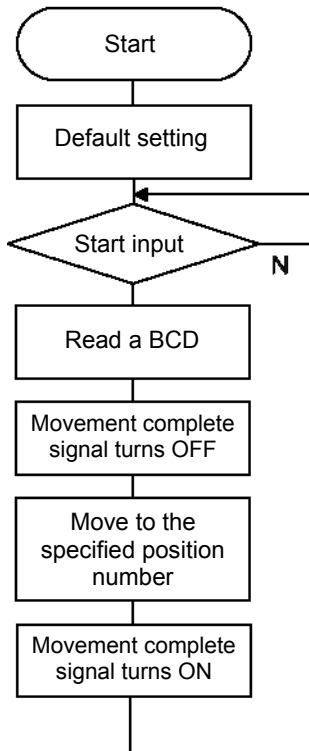 Start
Default setting
Start input
N
Read a BCD
Movement complete
signal turns OFF
Move to the
specified position
number
Movement complete
signal turns ON